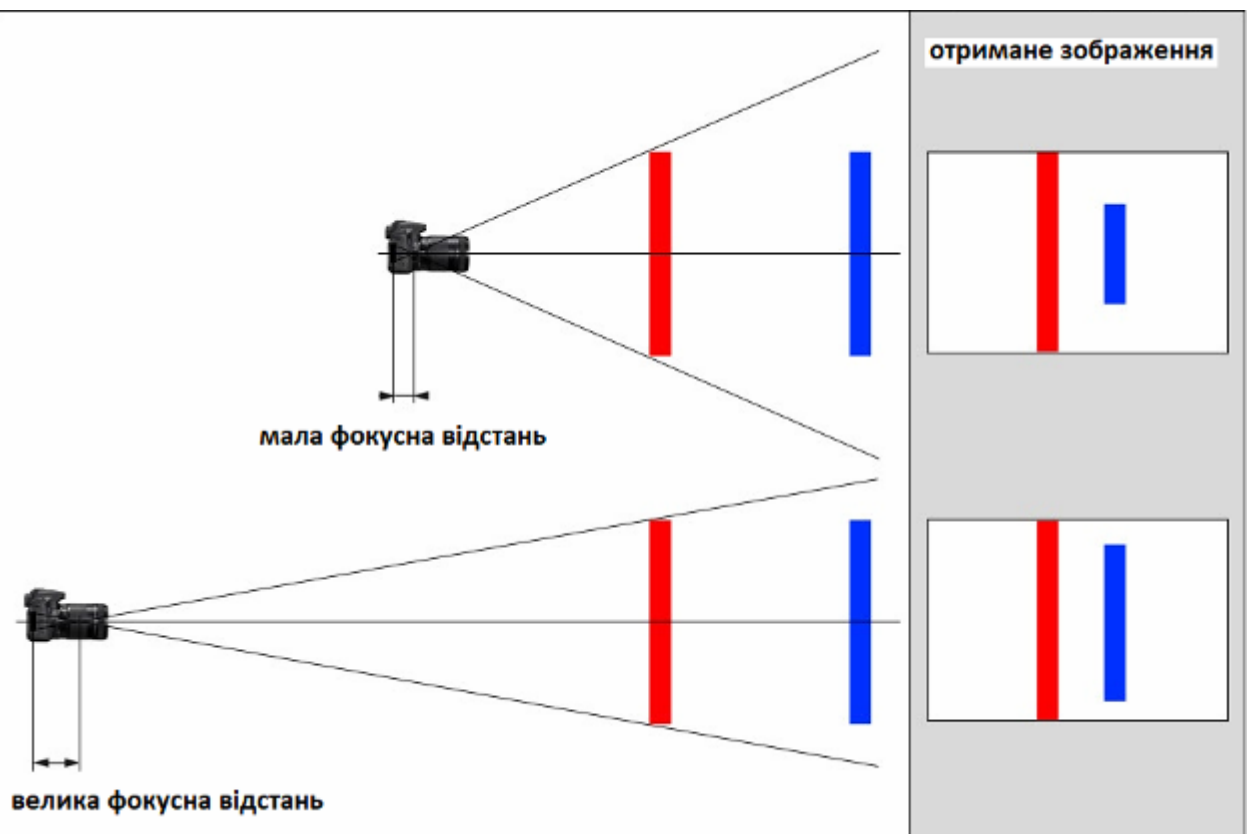 отримане зображення
мала фокусна відстань
велика фокусна відстань